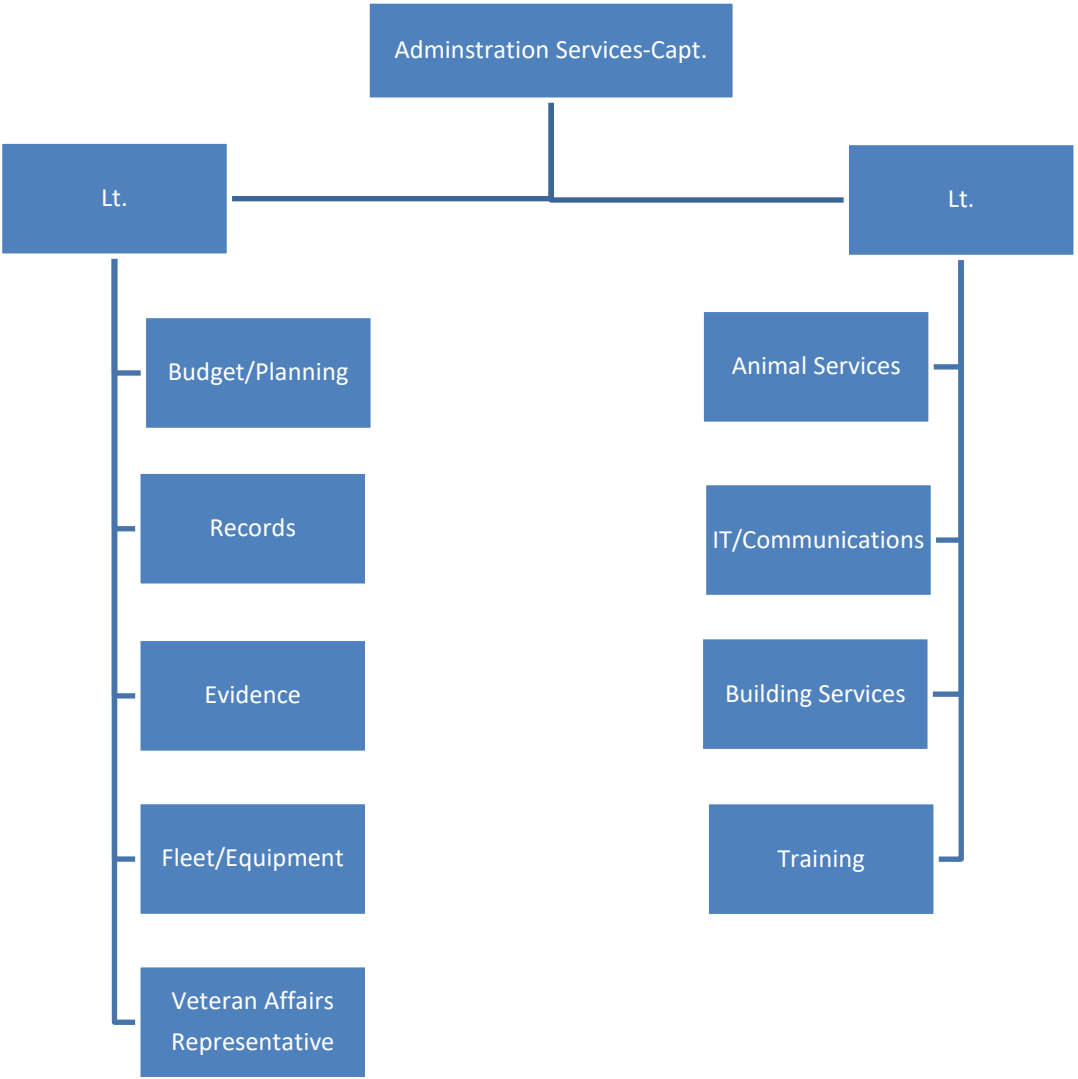 Adminstration Services-Capt.
Lt.
Lt.
Budget/Planning
Records
Evidence
Fleet/Equipment
Veteran Affairs
Representative
Animal Services
IT/Communications
Building Services
Training